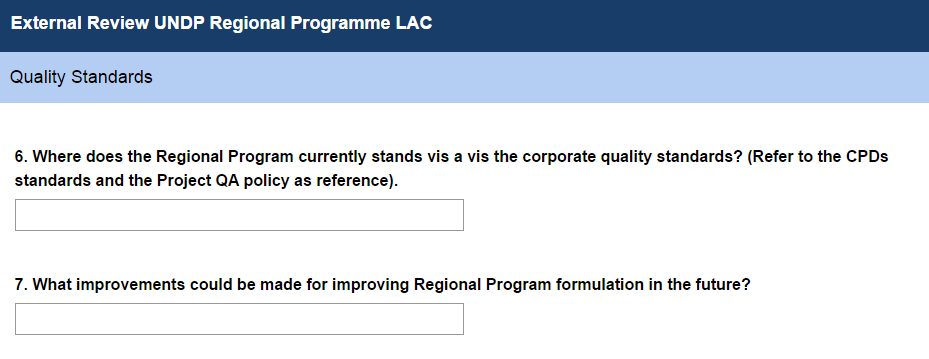 External Review UNDP Regional Programme LAC
Quality Standards
6. Where does the Regional Program currently stands vis a vis the corporate quality standards? (Refer to the CPDs
standards and the Project QA policy as reference).
7. What improvements could be made for improving Regional Program formulation in the future?